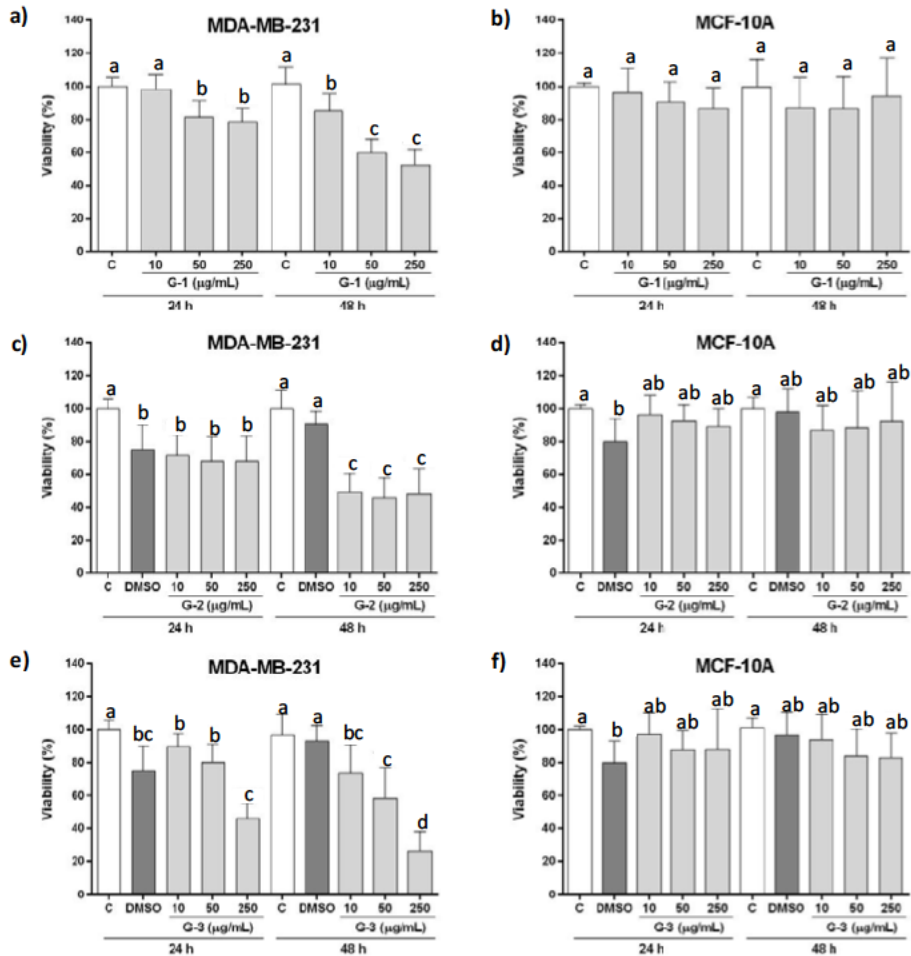 a)
MDA-MB-231
140
120
100
80
60
40
20
0
Viability (%)
a a b b a b c c
C 10 50 250 C 10 50 250
G-1 (µg/mL) G-1 (µg/mL)
24 h 48 h
b)
MCF-10A
140
120
100
80
60
40
20
0
Viability (%)
a a a a a a a a
C 10 50 250 C 10 50 250
G-1 (µg/mL) G-1 (µg/mL)
24 h 48 h
c)
MDA-MB-231
140
120
100
80
60
40
20
0
Viability (%)
a b b b b a a c c c
C DMSO 10 50 250 C DMSO 10 50 250
G-2 (µg/mL) G-2 (µg/mL)
24 h 48 h
d)
MCF-10A
140
120
100
80
60
40
20
0
Viability (%)
a b ab ab ab a ab ab ab ab
C DMSO 10 50 250 C DMSO 10 50 250
G-2 (µg/mL) G-2 (µg/mL)
24 h 48 h
e)
MDA-MB-231
140
120
100
80
60
40
20
0
Viability (%)
a bc b b c a a bc c d
C DMSO 10 50 250 C DMSO 10 50 250
G-3 (µg/mL) G-3 (µg/mL)
24 h 48 h
f)
MCF-10A
140
120
100
80
60
40
20
0
Viability (%)
a b ab ab ab a ab ab ab ab
C DMSO 10 50 250 C DMSO 10 50 250
G-3 (µg/mL) G-3 (µg/mL)
24 h 48 h